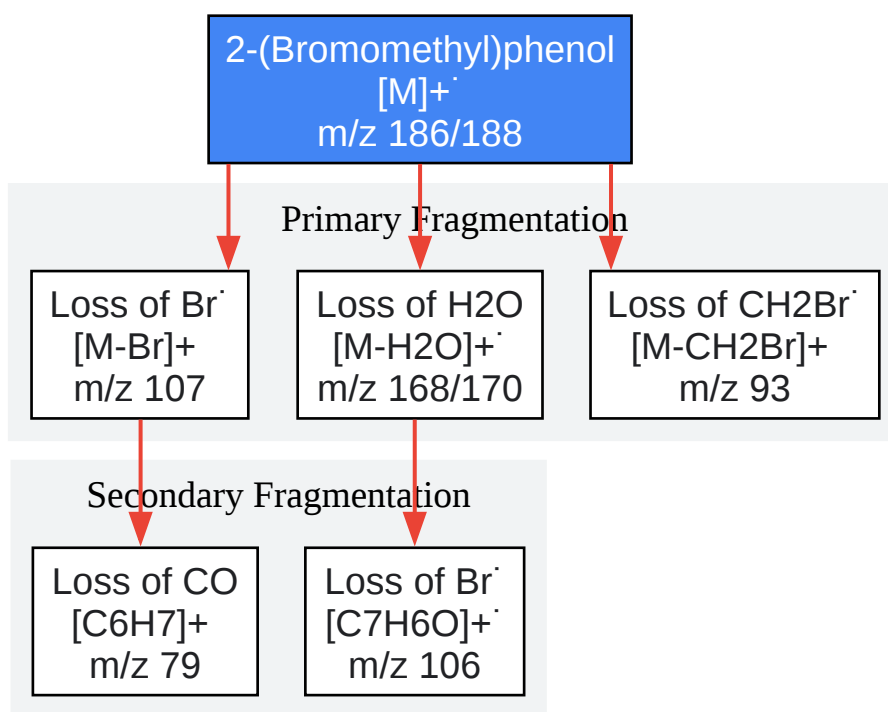 2-(Bromomethyl)phenol
[M]+˙
m/z 186/188
Primary Fragmentation
Loss of Br˙
[M-Br]+
m/z 107
Loss of H2O
[M-H2O]+˙
m/z 168/170
Loss of CH2Br˙
[M-CH2Br]+
m/z 93
Secondary Fragmentation
Loss of CO
[C6H7]+
m/z 79
Loss of Br˙
[C7H6O]+˙
m/z 106